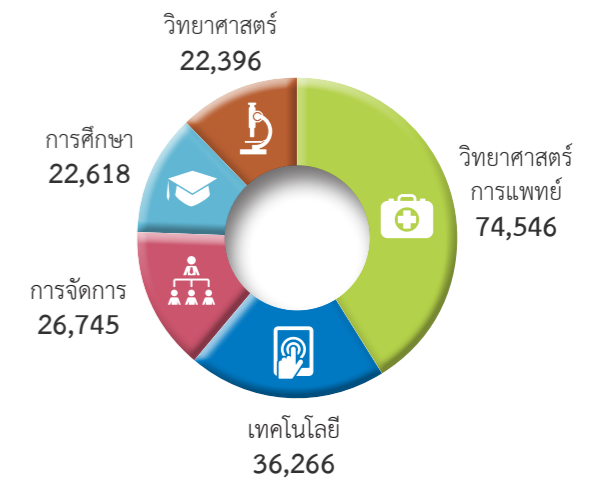 วิทยาศาสตร์
22,396
การศึกษา
22,618
วิทยาศาสตร์
การแพทย์
74,546
การจัดการ
26,745
เทคโนโลยี
36,266